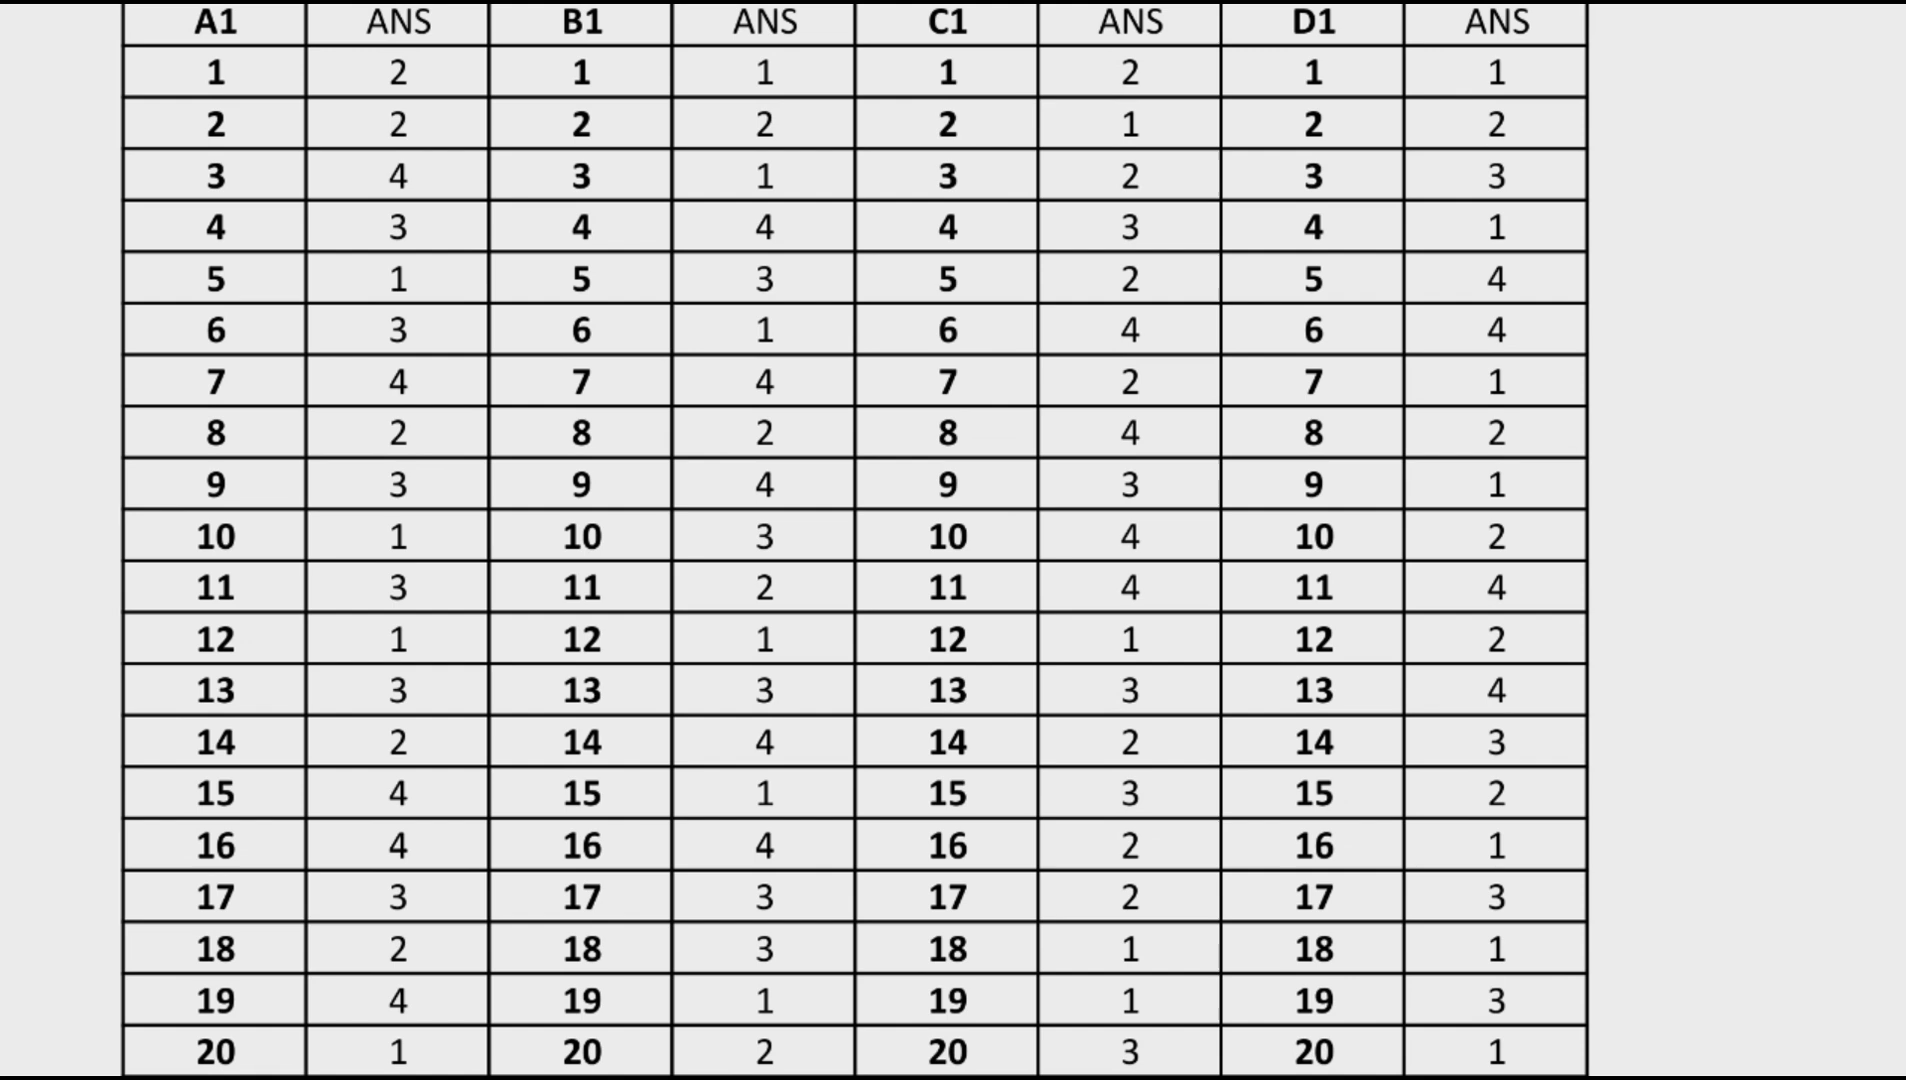 A1 ANS B1 ANS C1 ANS D1 ANS
1 2 1 1 1 2 1 1
2 2 2 2 2 1 2 2
3 4 3 1 3 2 3 3
4 3 4 4 4 3 4 1
5 1 5 3 5 2 5 4
6 3 6 1 6 4 6 4
7 4 7 4 7 2 7 1
8 2 8 2 8 4 8 2
9 3 9 4 9 3 9 1
10 1 10 3 10 4 10 2
11 3 11 2 11 4 11 4
12 1 12 1 12 1 12 2
13 3 13 3 13 3 13 4
14 2 14 4 14 2 14 3
15 4 15 1 15 3 15 2
16 4 16 4 16 2 16 1
17 3 17 3 17 2 17 3
18 2 18 3 18 1 18 1
19 4 19 1 19 1 19 3
20 1 20 2 20 3 20 1